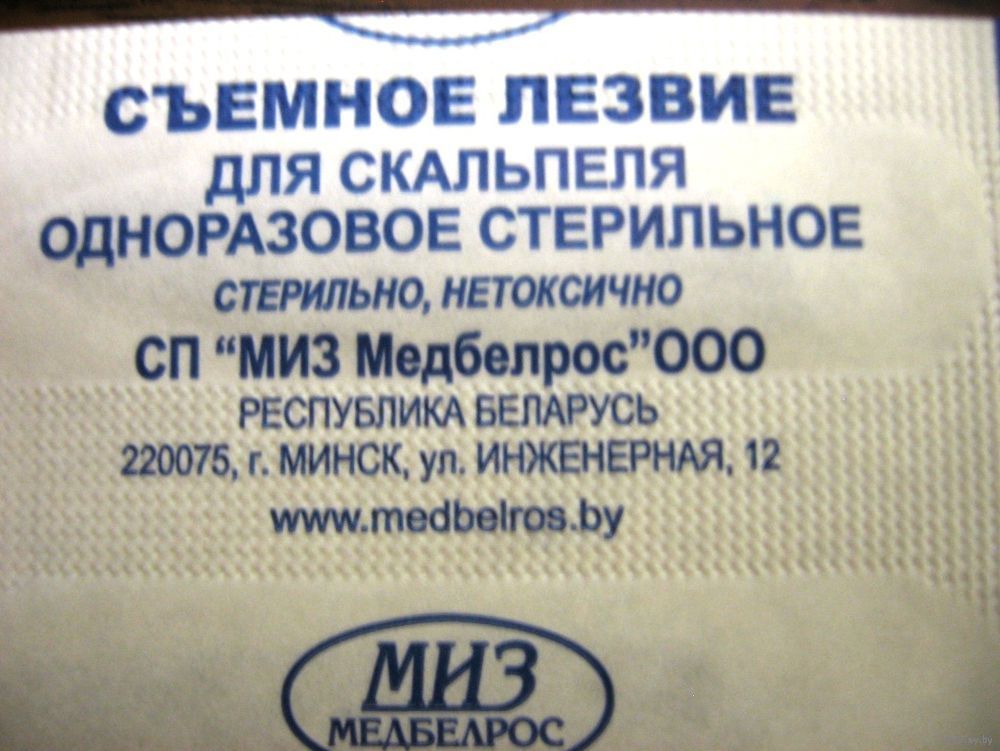 СЪЕМНОЕ ЛЕЗВИЕ
ДЛЯ СКАЛЬПЕЛЯ
ОДНОРАЗОВОЕ СТЕРИЛЬНОЕ
СТЕРИЛЬНО, НЕТОКСИЧНО
СП “МИЗ Медбелрос”ООО
РЕСПУБЛИКА БЕЛАРУСЬ
220075, г. МИНСК, ул. ИНЖЕНЕРНАЯ, 12
www.medbelros.by
МИЗ
МЕДБЕЛРОС